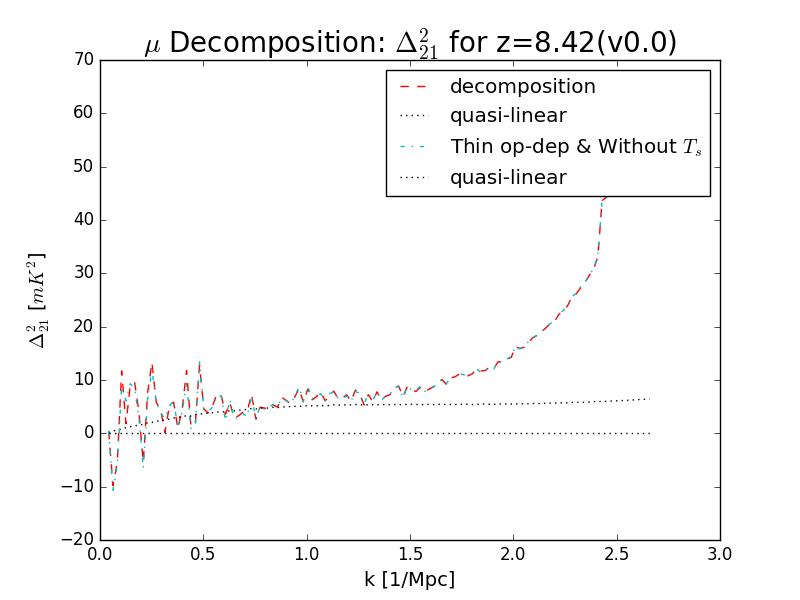 μ Decomposition: Δ²₂₁ for z=8.42(v0.0)
70
60
50
40
30
20
10
0
−10
−20
Δ²₂₁ [mK²]
decomposition
quasi-linear
Thin op-dep & Without Tₛ
quasi-linear
0.0 0.5 1.0 1.5 2.0 2.5 3.0
k [1/Mpc]